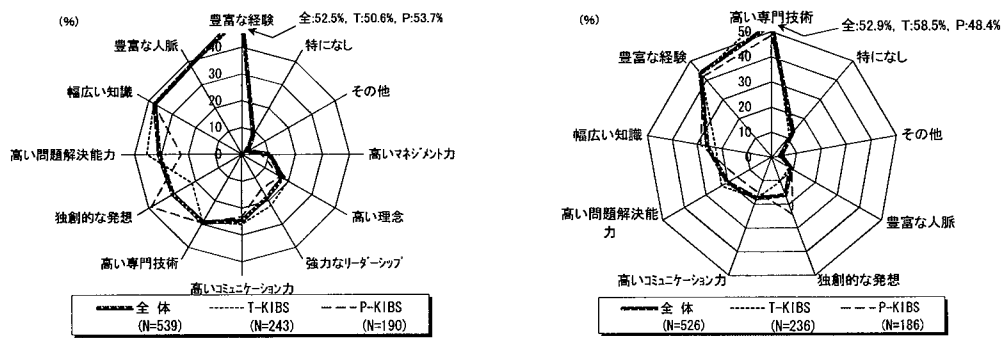 (%)
豊富な経験
全:52.5%, T:50.6%, P:53.7%
特になし
その他
高いマネジメント力
高い理念
強力なリーダーシップ
高いコミュニケーション力
高い専門技術
独創的な発想
高い問題解決能力
幅広い知識
豊富な人脈
40
30
20
10
0
全 体
(N=539)
T-KIBS
(N=243)
P-KIBS
(N=190)
(%)
高い専門技術
全:52.9%, T:58.5%, P:48.4%
特になし
その他
豊富な人脈
独創的な発想
高いコミュニケーション力
高い問題解決能
力
幅広い知識
豊富な経験
50
40
30
20
10
0
全 体
(N=526)
T-KIBS
(N=236)
P-KIBS
(N=186)